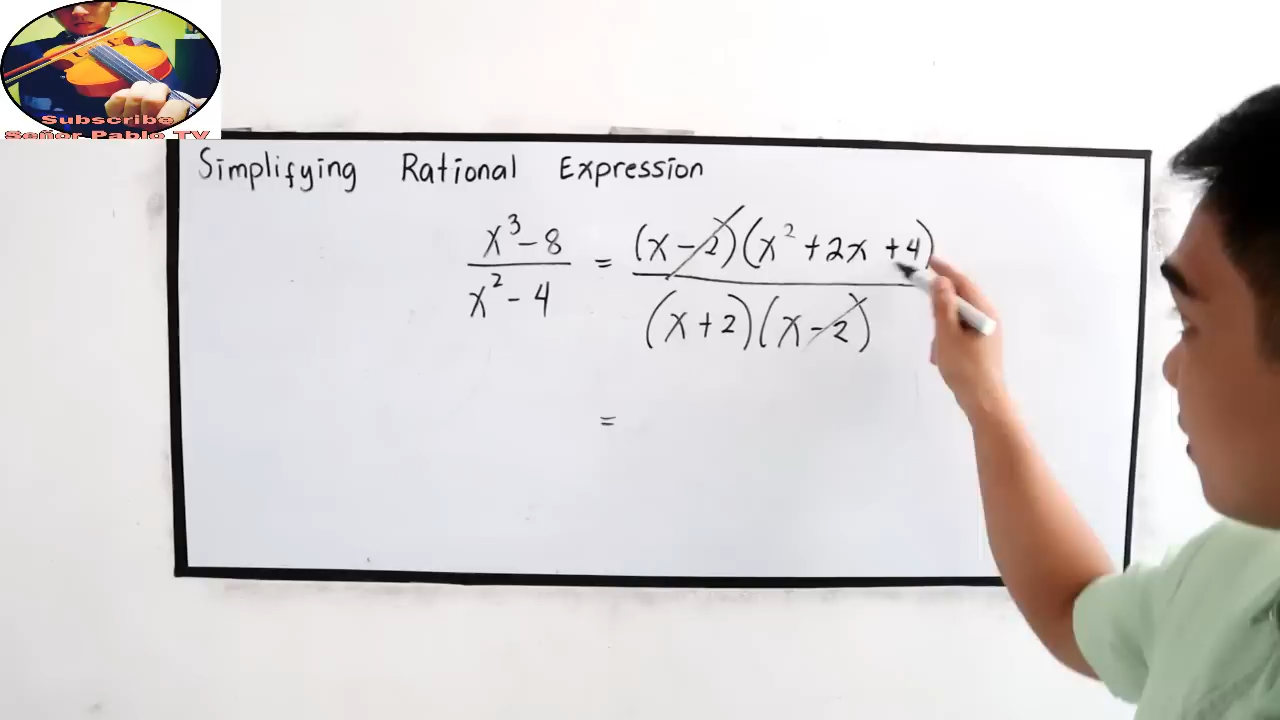 Subscribe
Señor Pablo TV
Simplifying Rational Expression
x³-8 / x²-4 = (x-2)(x²+2x+4) / (x+2)(x-2)
=